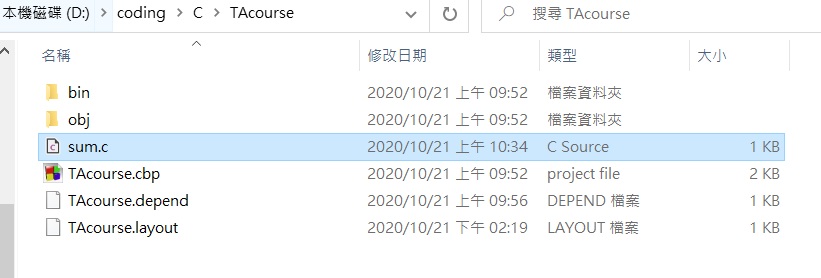 本機磁碟 (D:) > coding > C > TAcourse 搜尋 TAcourse
名稱 修改日期 類型 大小
bin 2020/10/21 上午 09:52 檔案資料夾
obj 2020/10/21 上午 09:52 檔案資料夾
sum.c 2020/10/21 上午 10:34 C Source 1 KB
TAcourse.cbp 2020/10/21 上午 09:52 project file 2 KB
TAcourse.depend 2020/10/21 上午 09:56 DEPEND 檔案 1 KB
TAcourse.layout 2020/10/21 下午 02:19 LAYOUT 檔案 1 KB